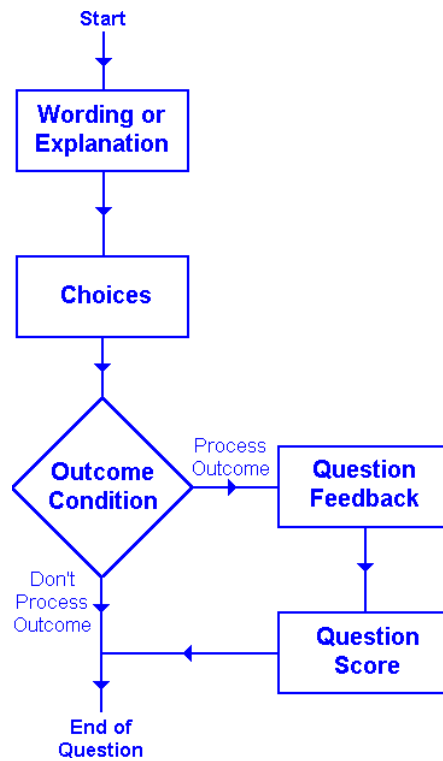 Start
Wording or
Explanation
Choices
Outcome
Condition
Process
Outcome
Question
Feedback
Don't
Process
Outcome
Question
Score
End of
Question